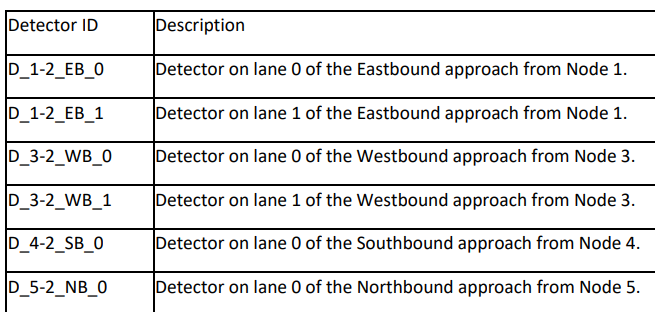 Detector ID Description
D_1-2_EB_0 Detector on lane 0 of the Eastbound approach from Node 1.
D_1-2_EB_1 Detector on lane 1 of the Eastbound approach from Node 1.
D_3-2_WB_0 Detector on lane 0 of the Westbound approach from Node 3.
D_3-2_WB_1 Detector on lane 1 of the Westbound approach from Node 3.
D_4-2_SB_0 Detector on lane 0 of the Southbound approach from Node 4.
D_5-2_NB_0 Detector on lane 0 of the Northbound approach from Node 5.